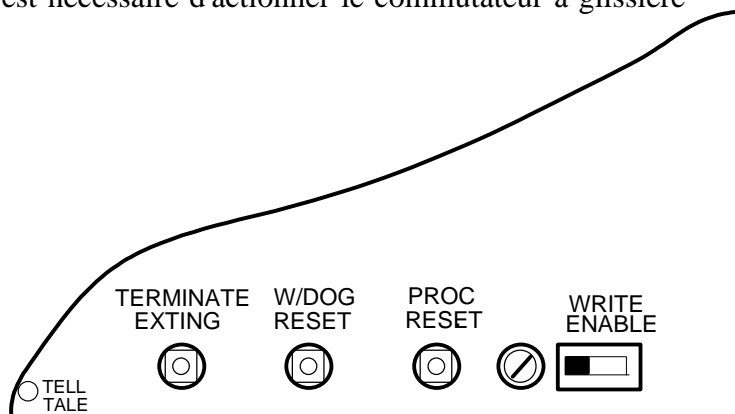 est nécessaire d'actionner le commutateur à glissière
TERMINATE
EXTING
W/DOG
RESET
PROC
RESET
WRITE
ENABLE
TELL
TALE